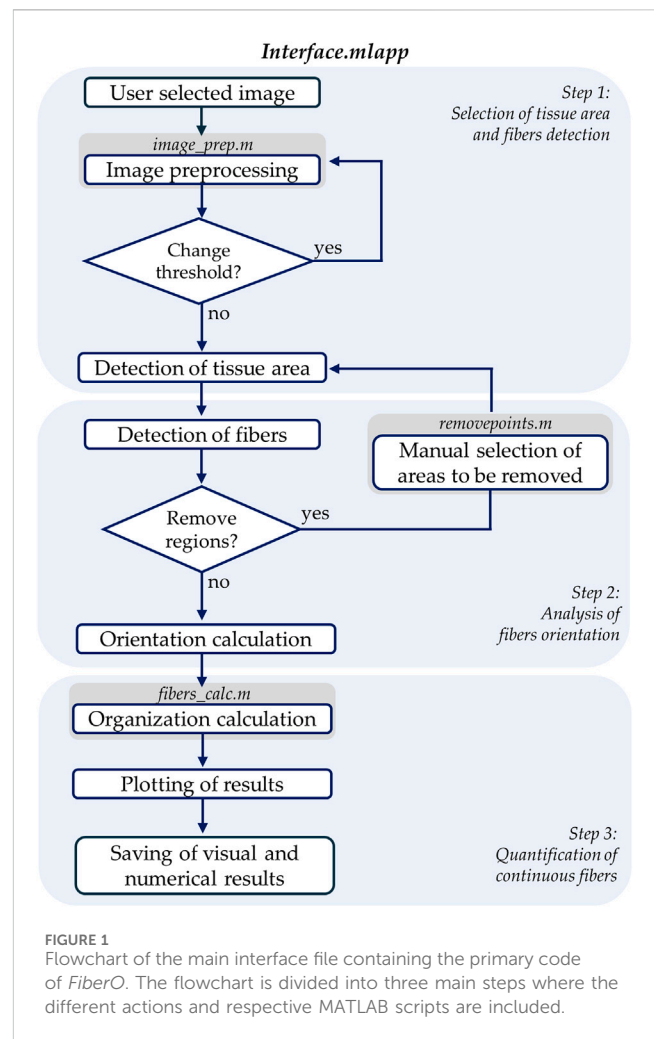 Interface.mlapp
User selected image
Step 1:
Selection of tissue area
and fibers detection
image_prep.m
Image preprocessing
Change
threshold?
yes
no
Detection of tissue area
Detection of fibers
removepoints.m
Manual selection of
areas to be removed
Remove
regions?
yes
no
Step 2:
Analysis of
fibers orientation
Orientation calculation
fibers_calc.m
Organization calculation
Plotting of results
Step 3:
Quantification of
continuous fibers
Saving of visual and
numerical results
FIGURE 1
Flowchart of the main interface file containing the primary code
of FiberO. The flowchart is divided into three main steps where the
different actions and respective MATLAB scripts are included.